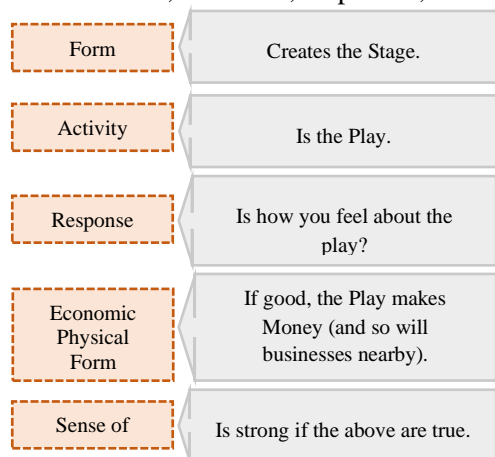 Form
Creates the Stage.
Activity
Is the Play.
Response
Is how you feel about the
play?
Economic
Physical
Form
If good, the Play makes
Money (and so will
businesses nearby).
Sense of
Is strong if the above are true.